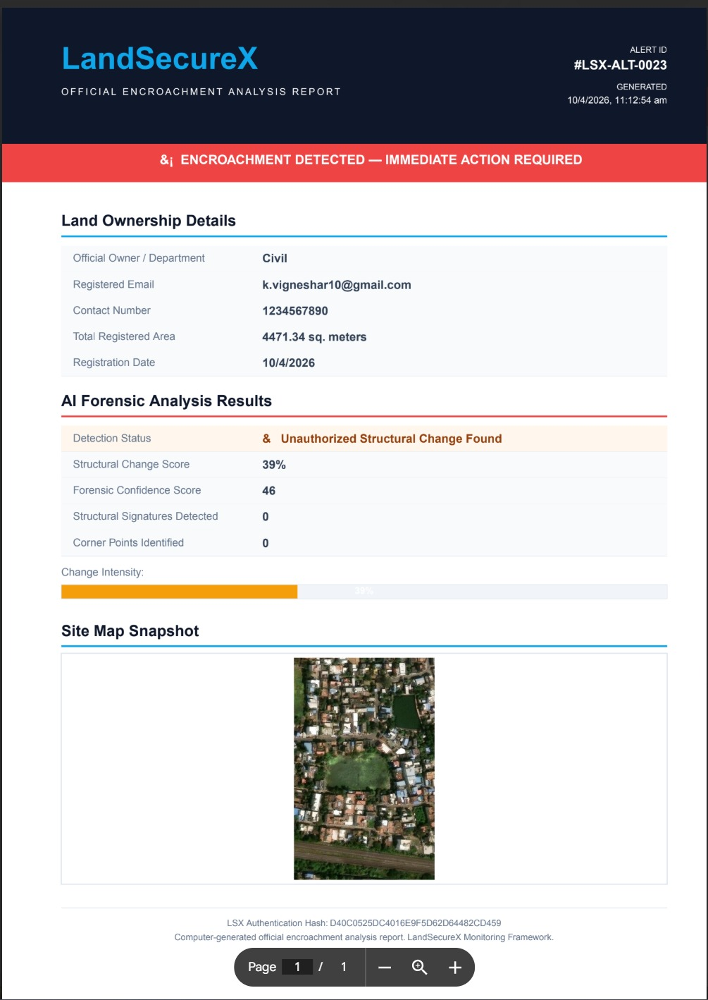 LandSecureX
OFFICIAL ENCROACHMENT ANALYSIS REPORT
ALERT ID
#LSX-ALT-0023
GENERATED
10/4/2026, 11:12:54 am
&¡ ENCROACHMENT DETECTED — IMMEDIATE ACTION REQUIRED
Land Ownership Details
Official Owner / Department Civil
Registered Email k.vigneshar10@gmail.com
Contact Number 1234567890
Total Registered Area 4471.34 sq. meters
Registration Date 10/4/2026
AI Forensic Analysis Results
Detection Status & Unauthorized Structural Change Found
Structural Change Score 39%
Forensic Confidence Score 46
Structural Signatures Detected 0
Corner Points Identified 0
Change Intensity:
39%
Site Map Snapshot
LSX Authentication Hash: D40C0525DC4016E9F5D62D64482CD459
Computer-generated official encroachment analysis report. LandSecureX Monitoring Framework.
Page 1 / 1